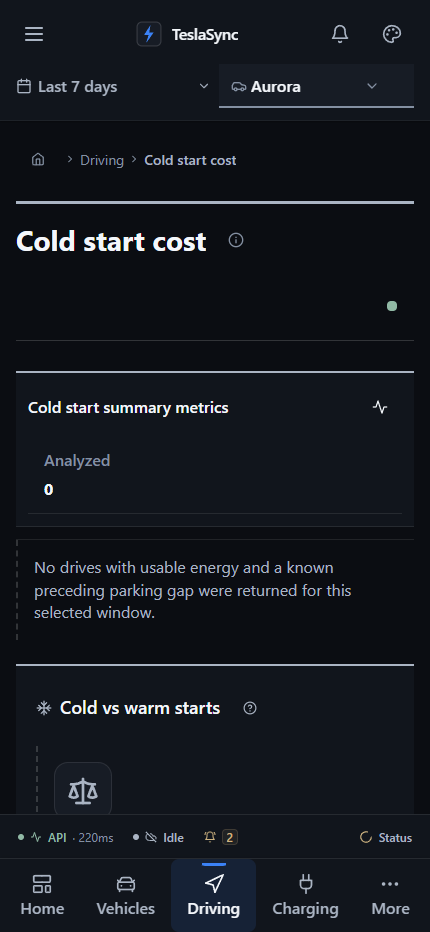 TeslaSync
Last 7 days
Aurora
Driving
Cold start cost
Cold start cost
Cold start summary metrics
Analyzed
0
No drives with usable energy and a known
preceding parking gap were returned for this
selected window.
Cold vs warm starts
API · 220ms
Idle
2
Status
Home
Vehicles
Driving
Charging
More